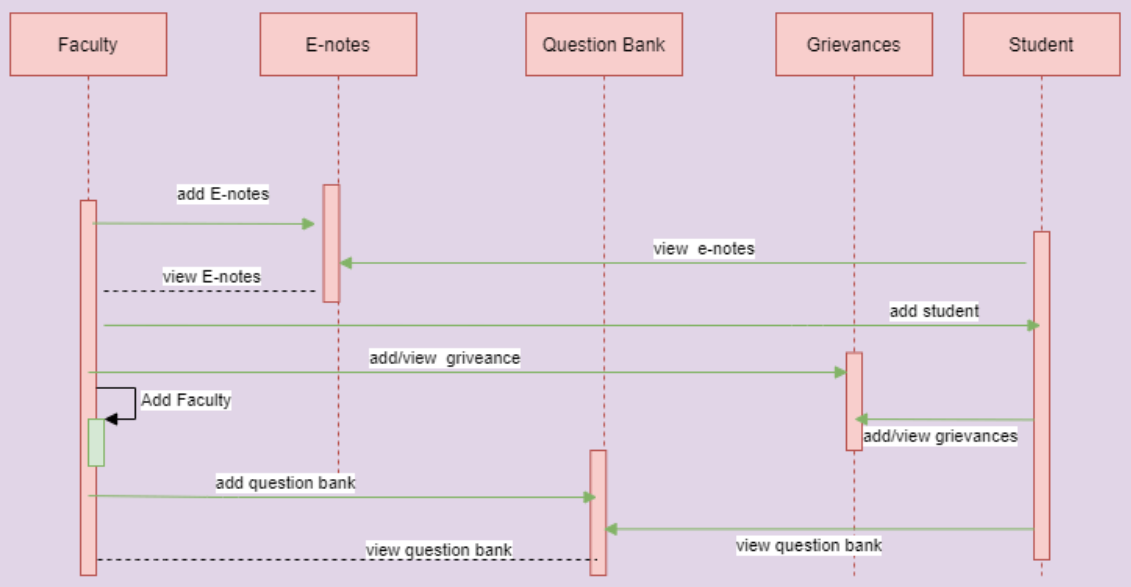 Faculty
E-notes
Question Bank
Grievances
Student
add E-notes
view e-notes
view E-notes
add student
add/view griveance
Add Faculty
add/view grievances
add question bank
view question bank
view question bank